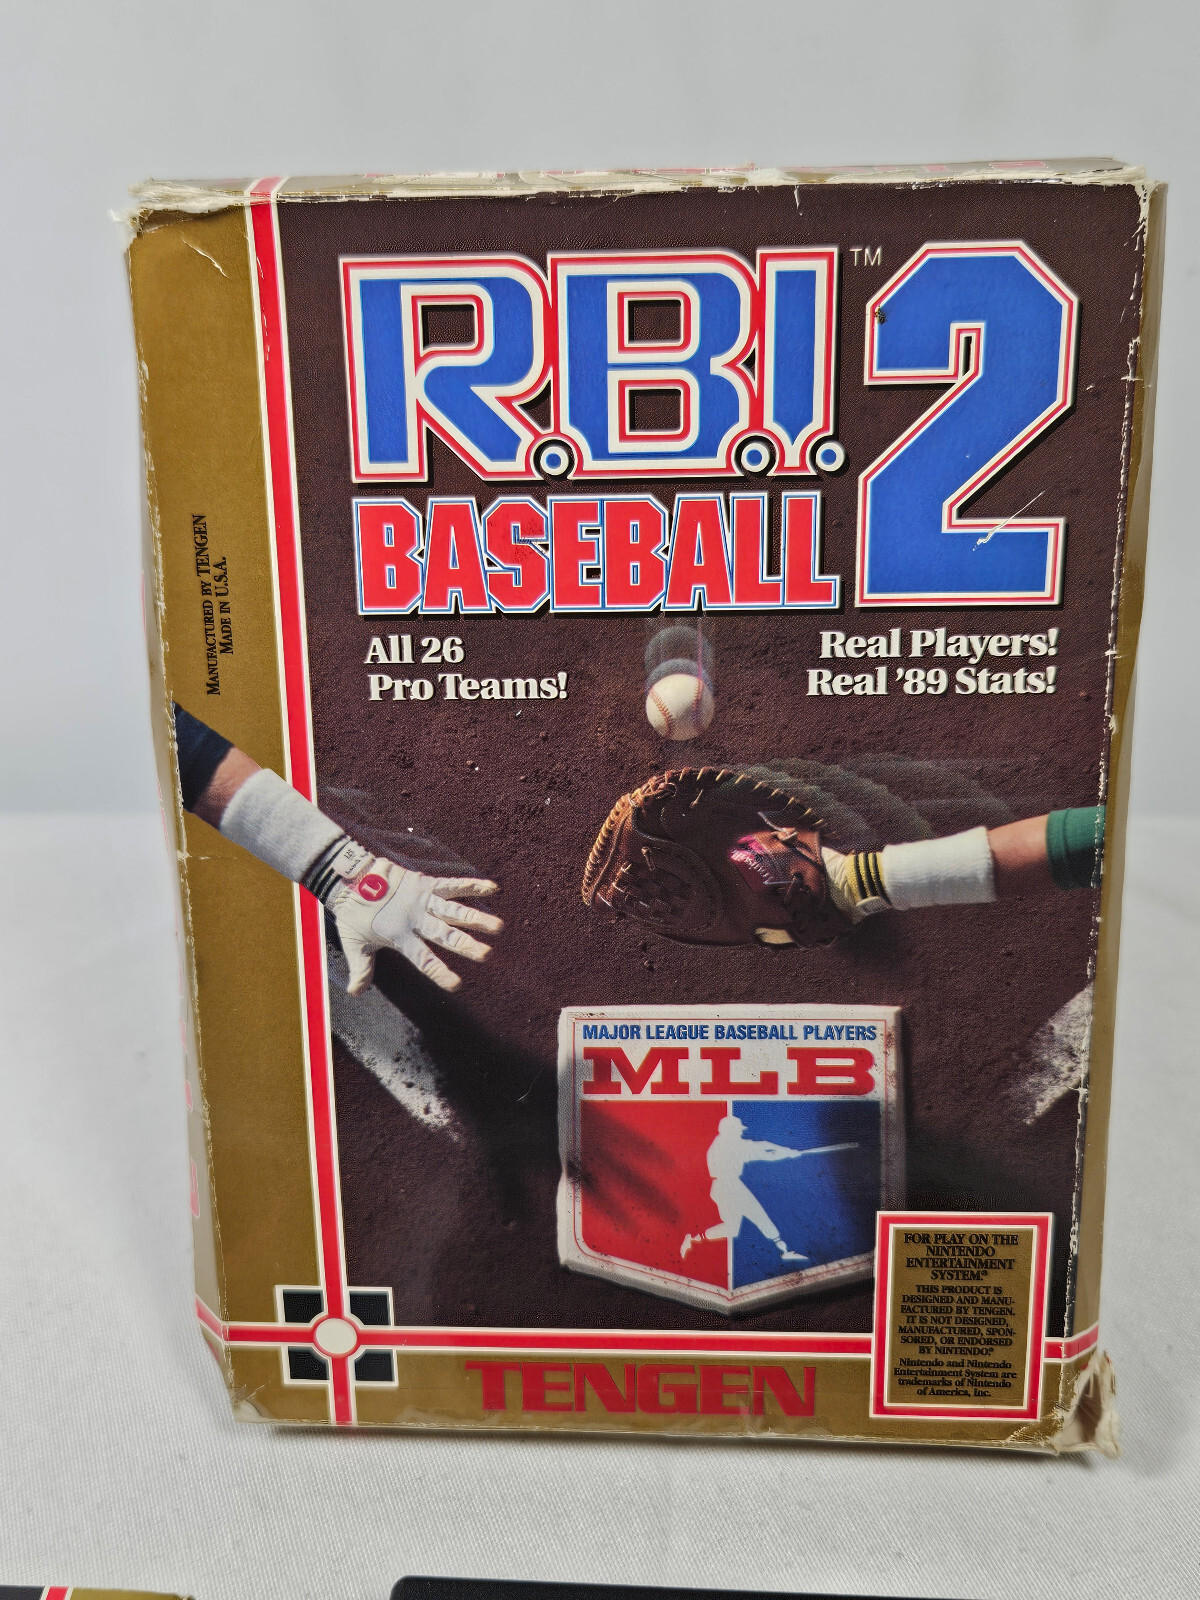 R.B.I.™ 2
BASEBALL
All 26
Pro Teams!
Real Players!
Real '89 Stats!
MANUFACTURED BY TENGEN
MADE IN U.S.A.
L
MAJOR LEAGUE BASEBALL PLAYERS
MLB
FOR PLAY ON THE
NINTENDO
ENTERTAINMENT
SYSTEM.®
THIS PRODUCT IS
DESIGNED AND MANU-
FACTURED BY TENGEN.
IT IS NOT DESIGNED,
MANUFACTURED, SPON-
SORED, OR ENDORSED
BY NINTENDO.®
Nintendo and Nintendo
Entertainment System are
trademarks of Nintendo
of America, Inc.
TENGEN